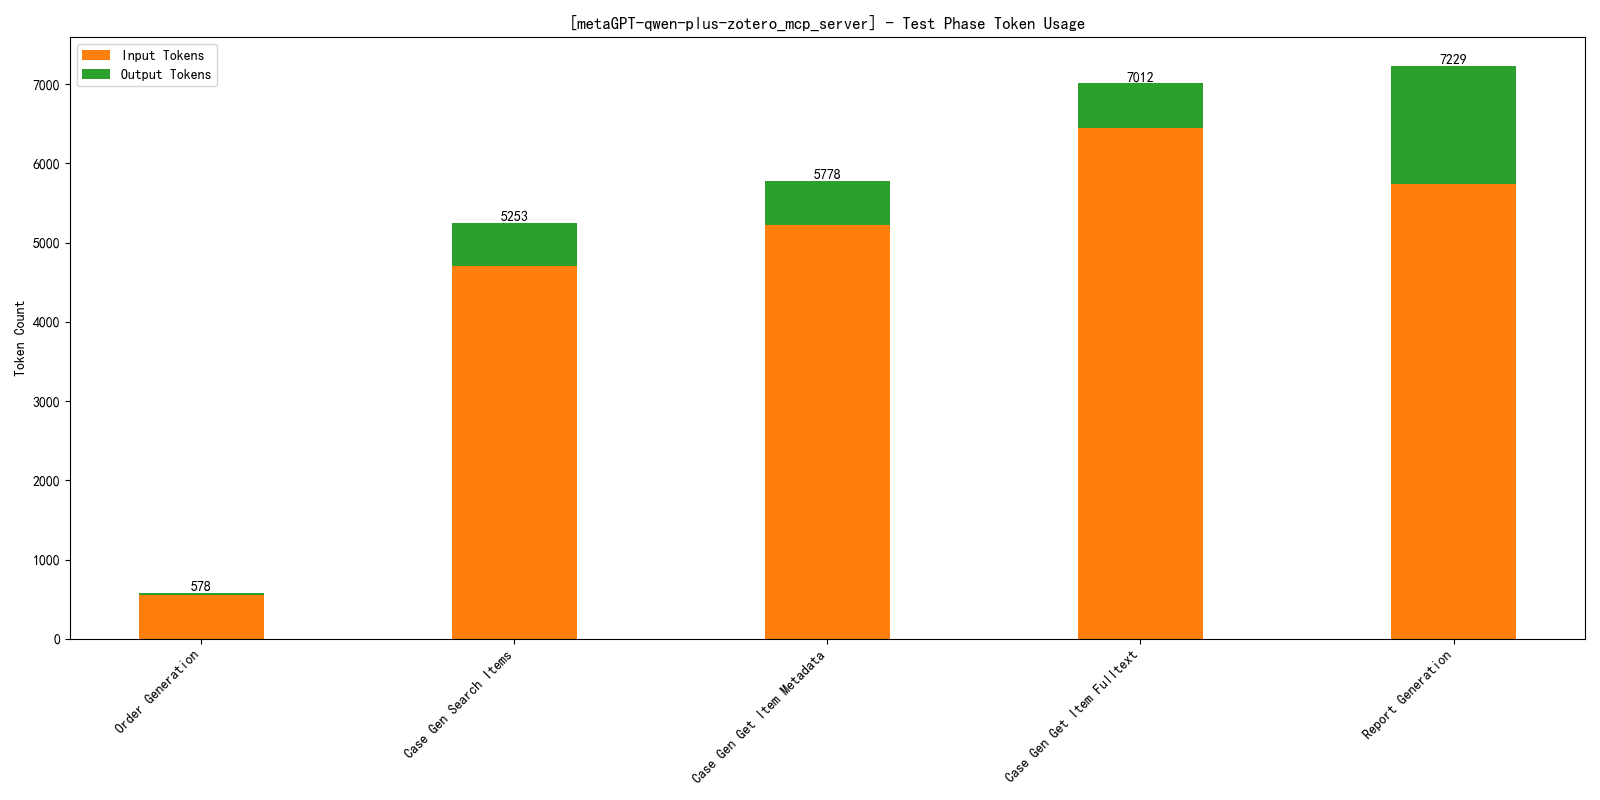 [metaGPT-qwen-plus-zotero_mcp_server] - Test Phase Token Usage
Input Tokens
Output Tokens
Token Count
7000
6000
5000
4000
3000
2000
1000
0
578
5253
5778
7012
7229
Order Generation
Case Gen Search Items
Case Gen Get Item Metadata
Case Gen Get Item Fulltext
Report Generation